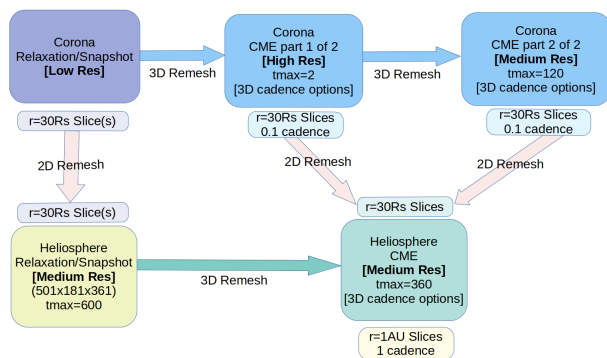 Corona
Relaxation/Snapshot
[Low Res]
3D Remesh
Corona
CME part 1 of 2
[High Res]
tmax=2
[3D cadence options]
3D Remesh
Corona
CME part 2 of 2
[Medium Res]
tmax=120
[3D cadence options]
r=30Rs Slice(s)
r=30Rs Slices
0.1 cadence
r=30Rs Slices
0.1 cadence
2D Remesh
2D Remesh
2D Remesh
r=30Rs Slice(s)
r=30Rs Slices
Heliosphere
Relaxation/Snapshot
[Medium Res]
(501x181x361)
tmax=600
3D Remesh
Heliosphere
CME
[Medium Res]
tmax=360
[3D cadence options]
r=1AU Slices
1 cadence